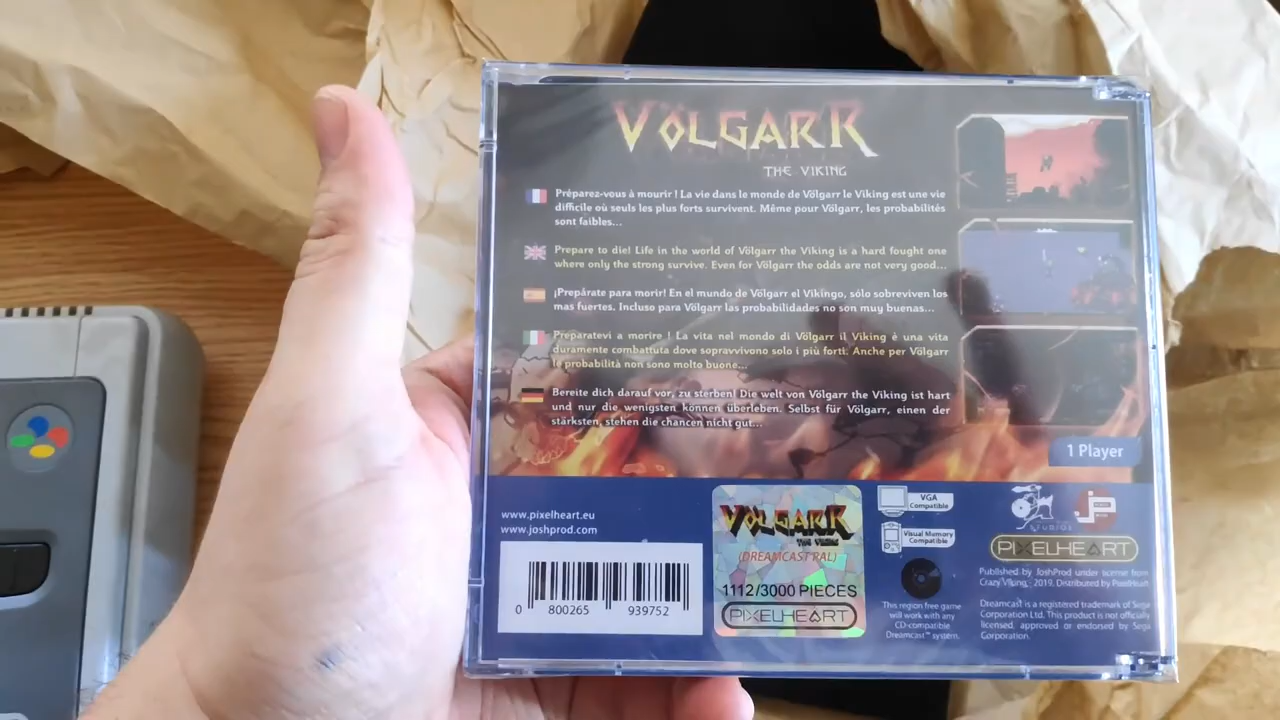 VÖLGARR
THE VIKING
Préparez-vous à mourir ! La vie dans le monde de Völgarr le Viking est une vie
difficile où seuls les plus forts survivent. Même pour Völgarr, les probabilités
sont faibles...
Prepare to die! Life in the world of Völgarr the Viking is a hard fought one
where only the strong survive. Even for Völgarr the odds are not very good...
¡Prepárate para morir! En el mundo de Völgarr el Vikingo, sólo sobreviven los
mas fuertes. Incluso para Völgarr las probabilidades no son muy buenas...
Preparatevi a morire ! La vita nel mondo di Völgarr il Viking è una vita
duramente combattuta dove sopravvivono solo i più forti. Anche per Völgarr
le probabilità non sono molto buone...
Bereite dich darauf vor, zu sterben! Die welt von Völgarr the Viking ist hart
und nur die wenigsten können überleben. Selbst für Völgarr, einen der
stärksten, stehen die chancen nicht gut...
1 Player
www.pixelheart.eu
www.joshprod.com
0 800265 939752
VÖLGARR
THE VIKING
(DREAMCAST PAL)
1112/3000 PIECES
PIXELHEART
VGA
Compatible
Visual Memory
Compatible
This region free game
will work with any
CD-compatible
Dreamcast™ system.
STUDIOS
JP
PIXELHEART
Published by JoshProd under license from
Crazy Viking - 2019. Distributed by PixelHeart
Dreamcast is a registered trademark of Sega
Corporation Ltd. This product is not officially
licensed, approved or endorsed by Sega
Corporation.